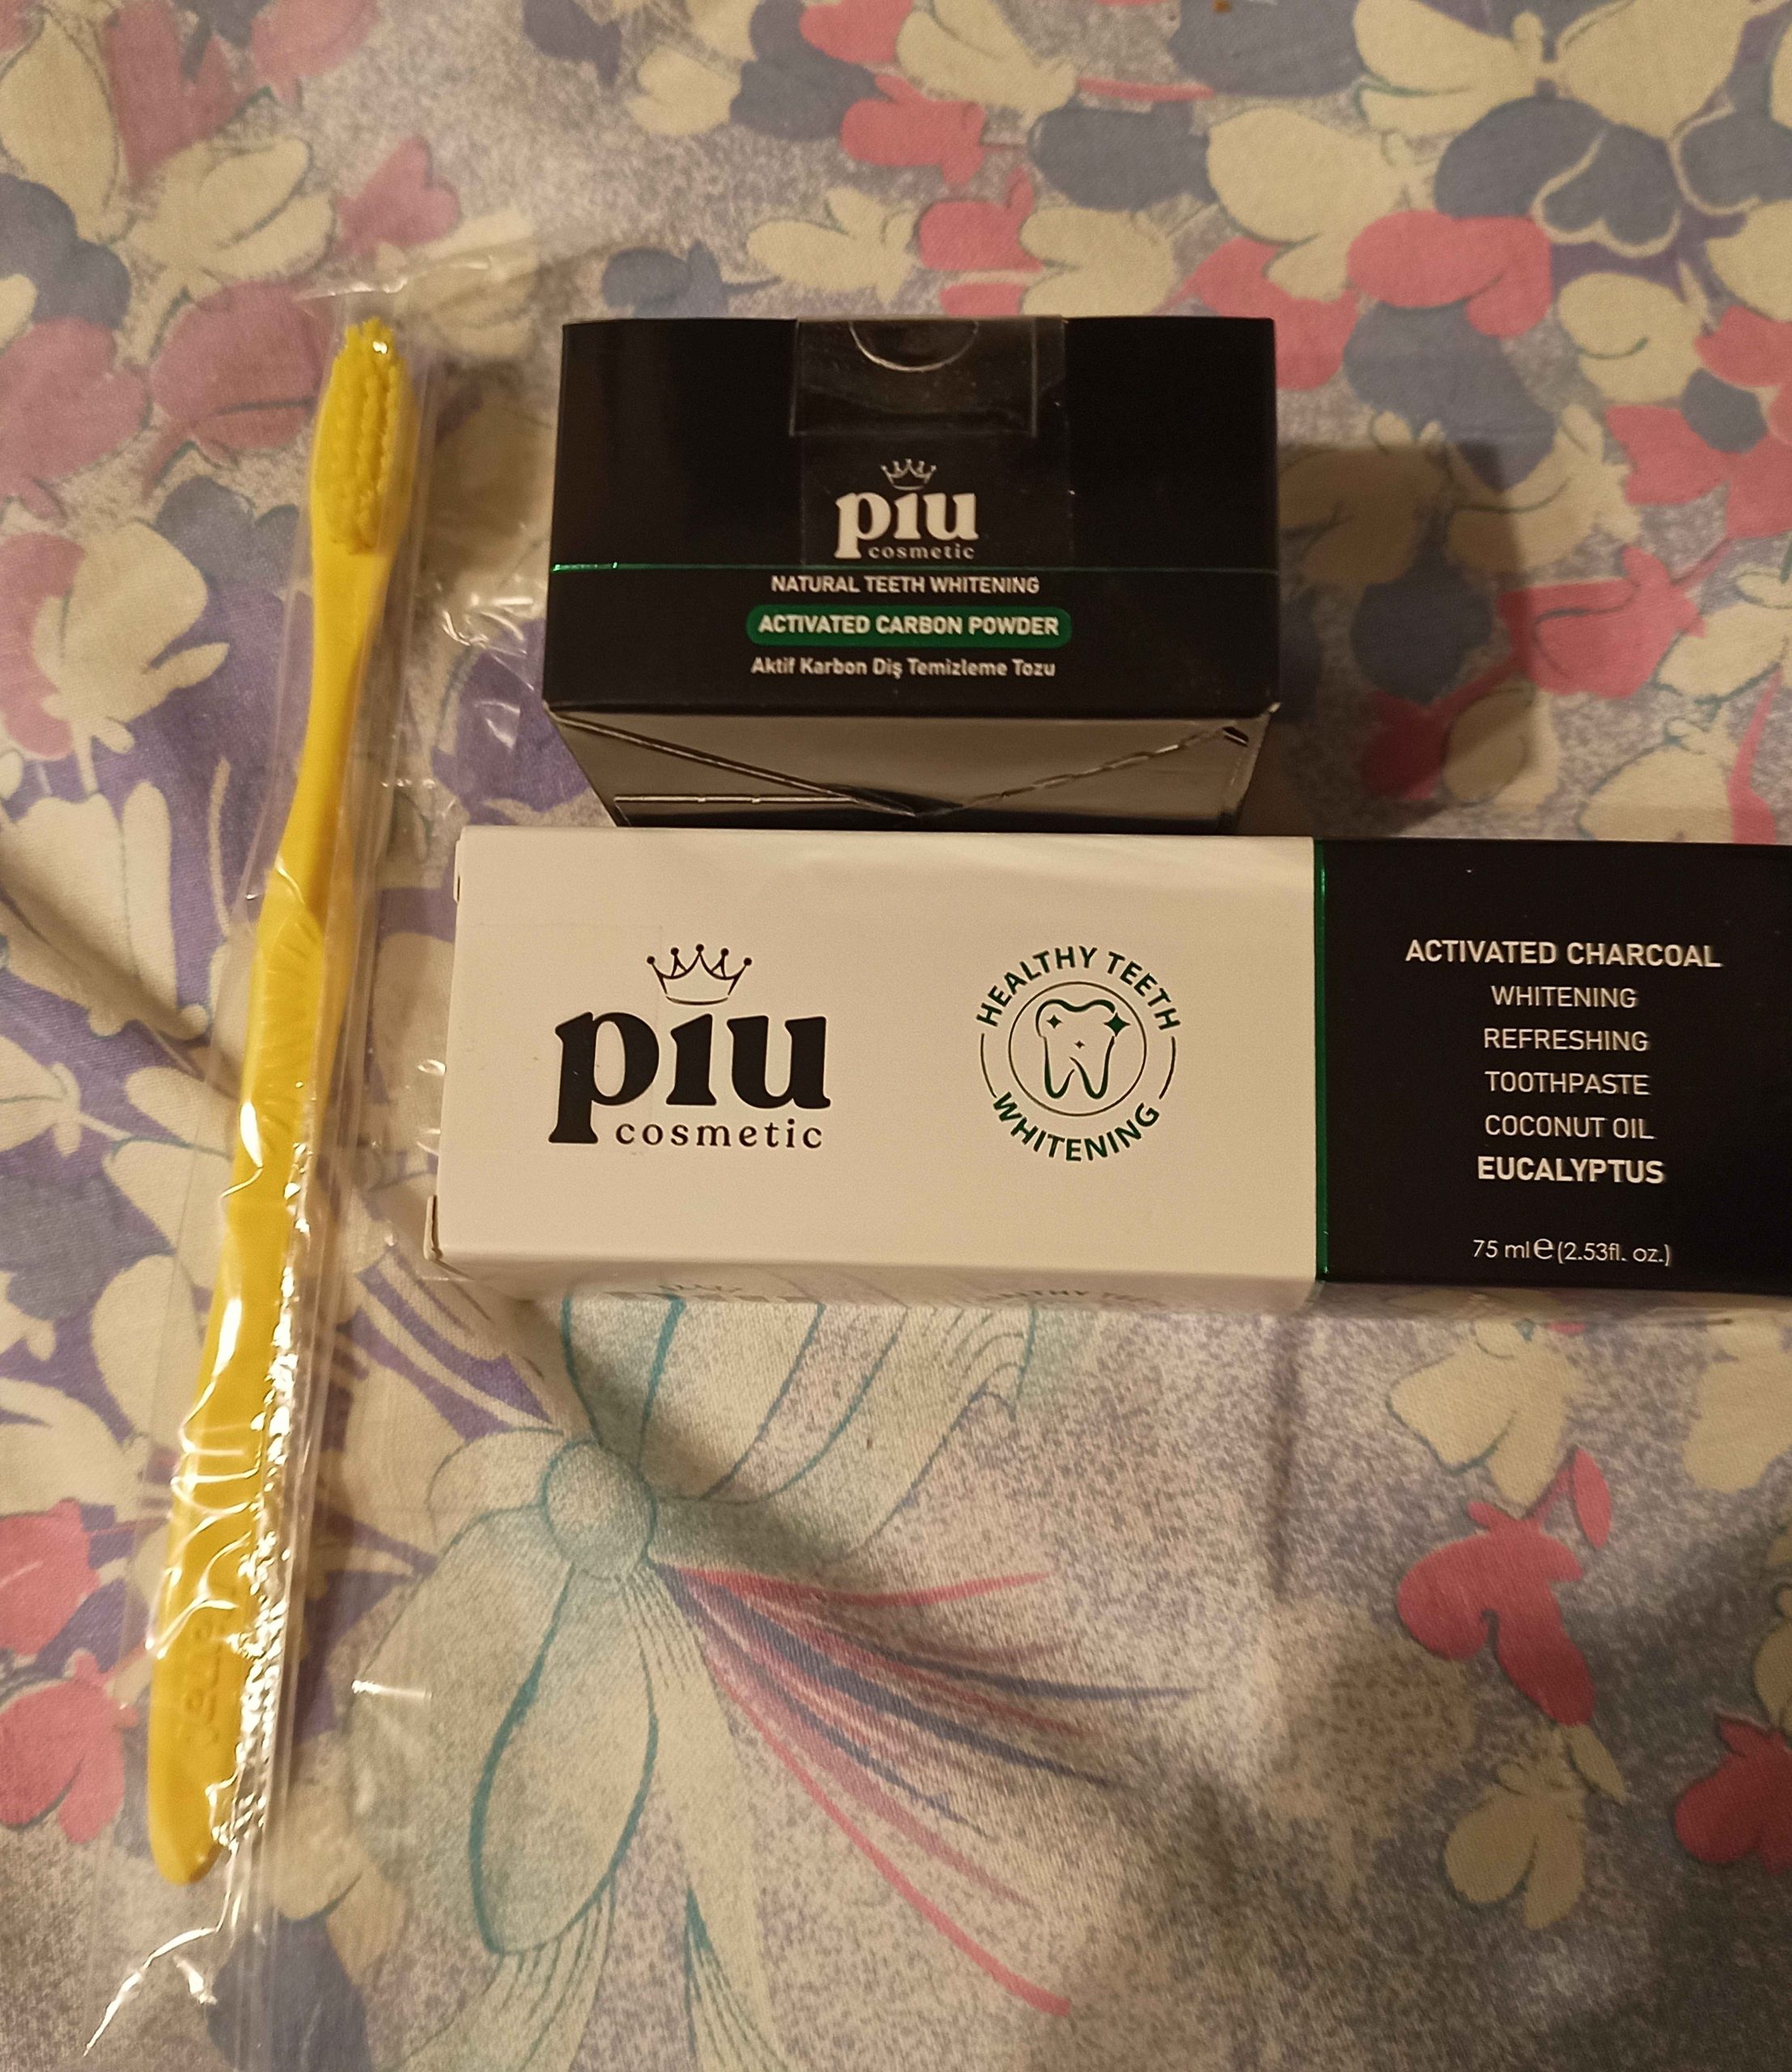 piu
cosmetic
NATURAL TEETH WHITENING
ACTIVATED CARBON POWDER
Aktif Karbon Diş Temizleme Tozu
piu
cosmetic
HEALTHY TEETH
WHITENING
ACTIVATED CHARCOAL
WHITENING
REFRESHING
TOOTHPASTE
COCONUT OIL
EUCALYPTUS
75 ml℮(2.53fl. oz.)